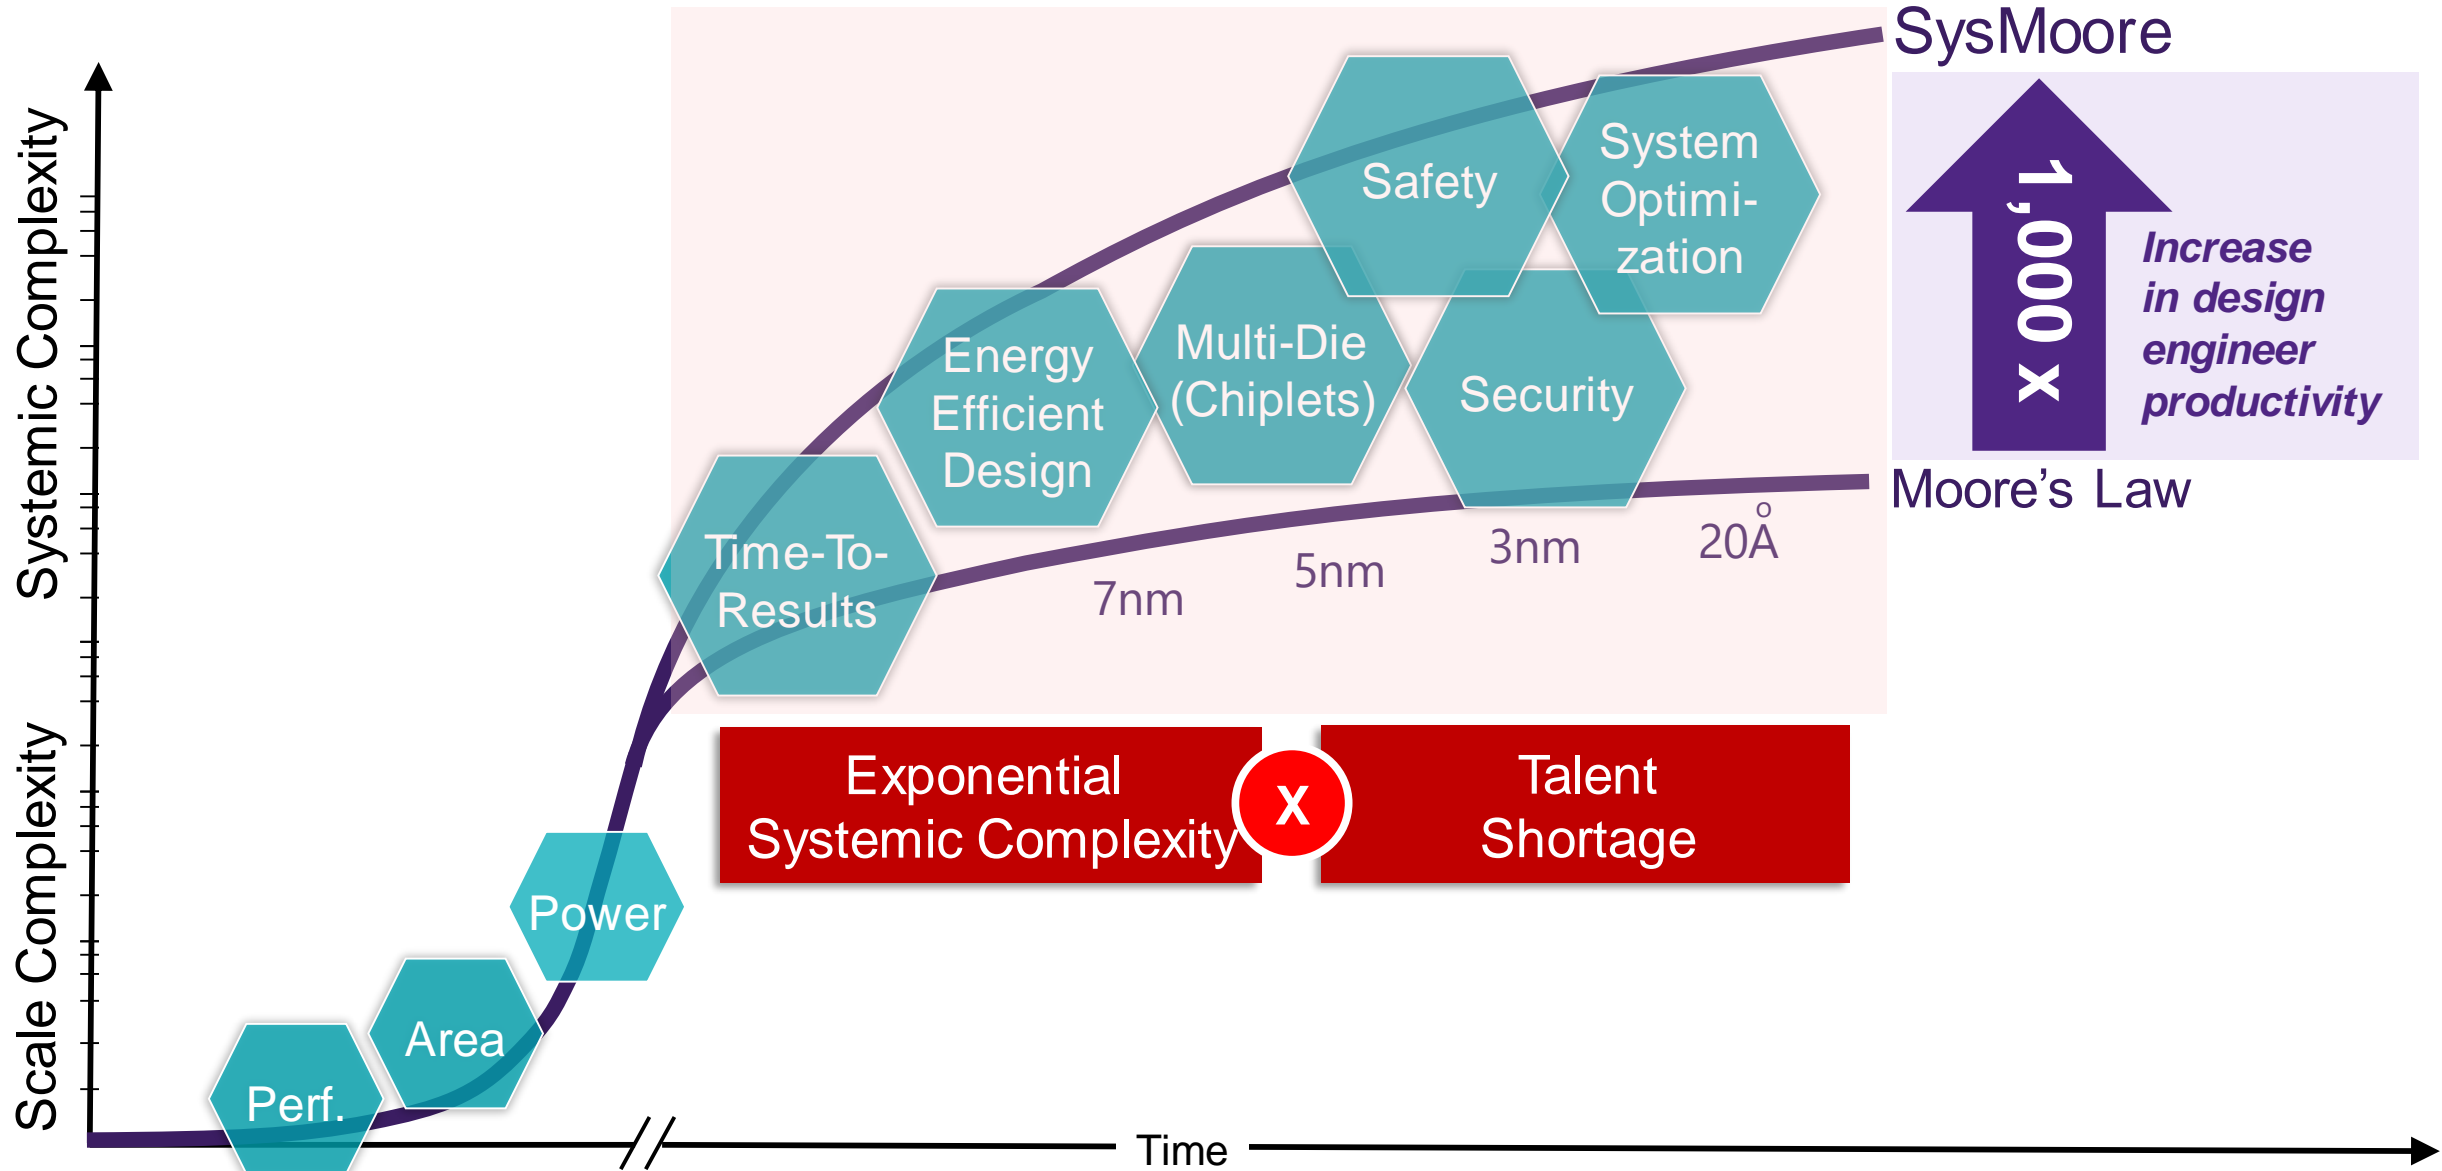 SysMoore
Systemic Complexity
Scale Complexity
Safety
System
Optimi-
zation
1,000 x
Increase
in design
engineer
productivity
Energy
Efficient
Design
Multi-Die
(Chiplets)
Security
Time-To-
Results
Moore’s Law
7nm
5nm
3nm
20Å
Exponential
Systemic Complexity
X
Talent
Shortage
Power
Area
Perf.
Time